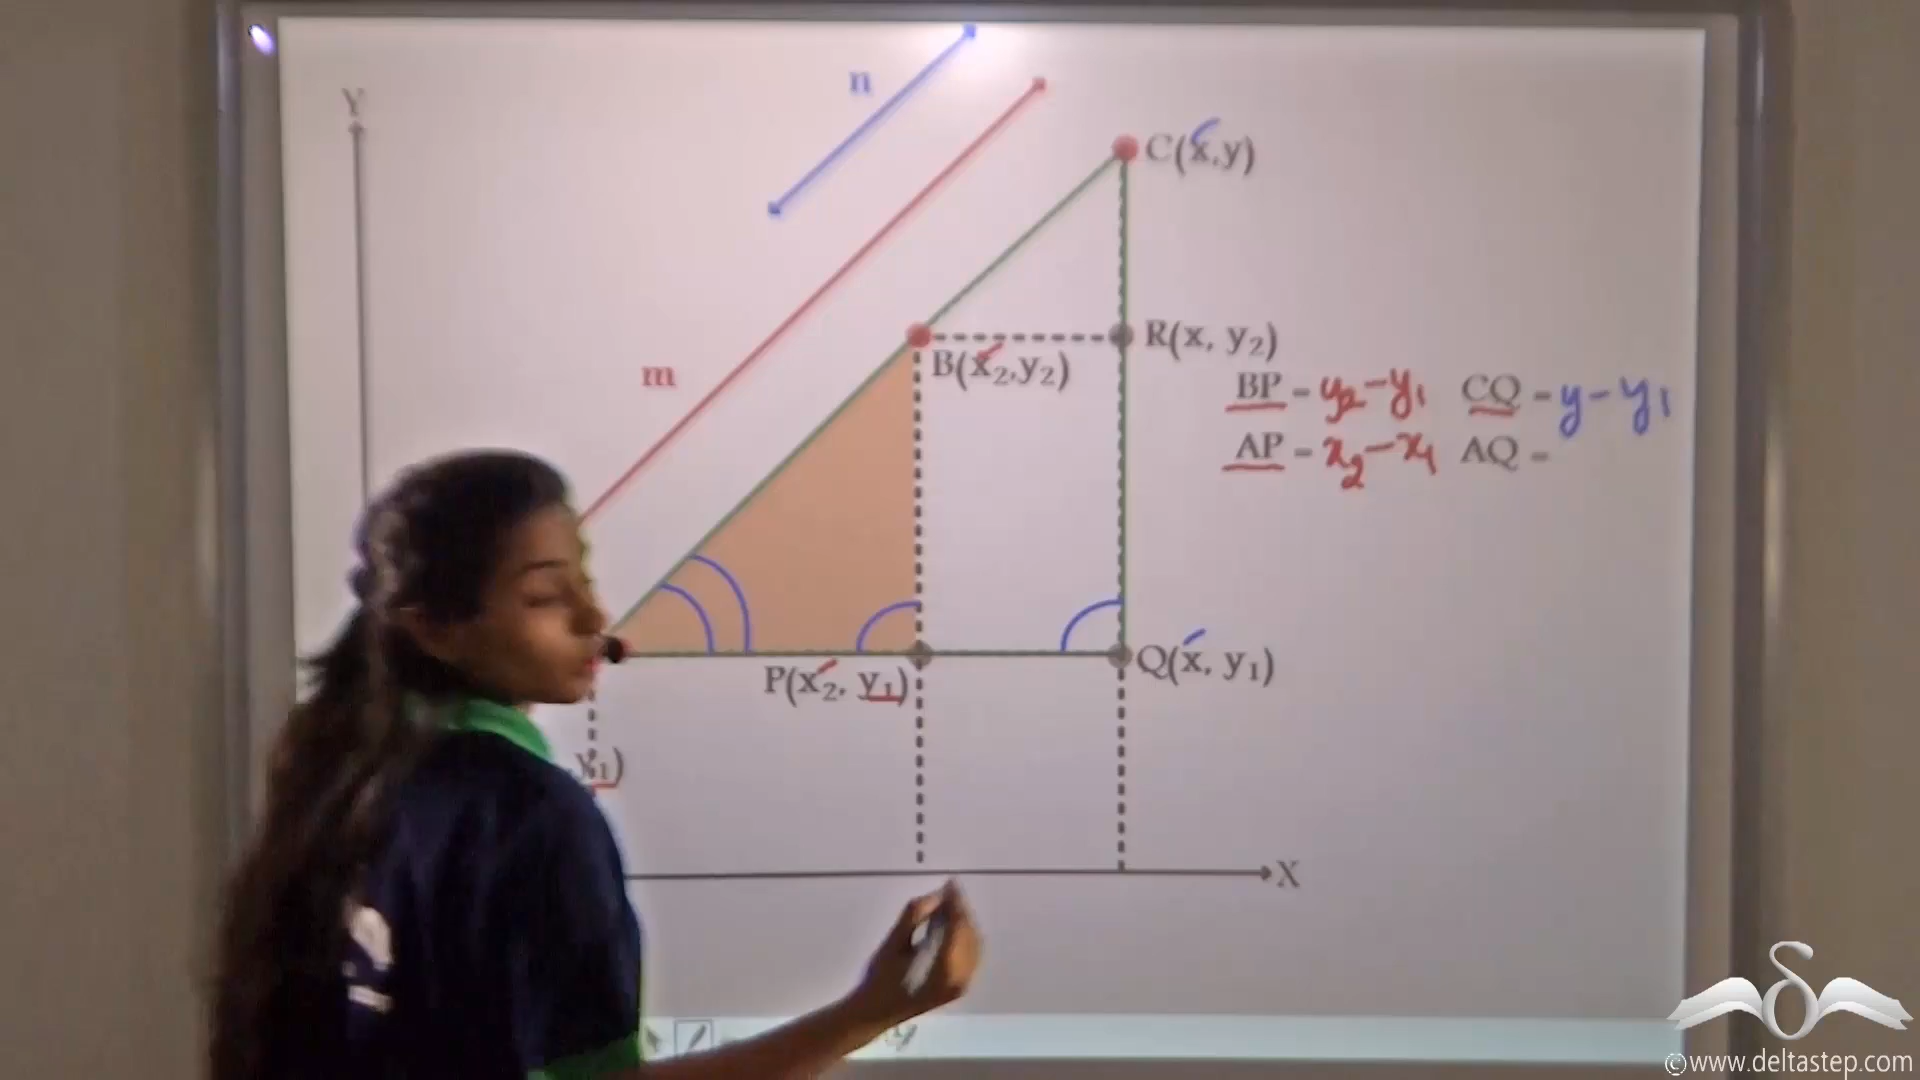 Y
n
C(x,y)
m
R(x, y₂)
B(x₂,y₂)
BP = y₂-y₁ CQ = y-y₁
AP = x₂-x₁ AQ =
P(x₂, y₁)
Q(x, y₁)
y₁)
X
©www.deltastep.com